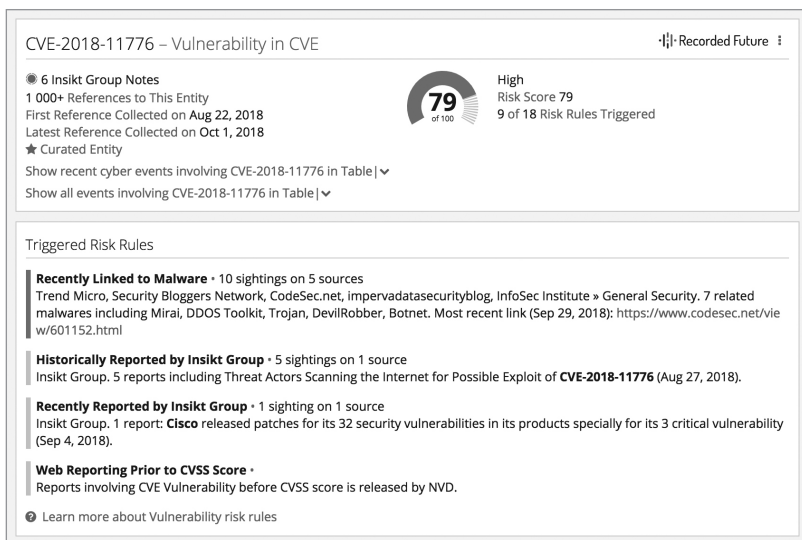 CVE-2018-11776 – Vulnerability in CVE
Recorded Future
6 Insikt Group Notes
1 000+ References to This Entity
First Reference Collected on Aug 22, 2018
Latest Reference Collected on Oct 1, 2018
Curated Entity
Show recent cyber events involving CVE-2018-11776 in Table|
Show all events involving CVE-2018-11776 in Table|
79
of 100
High
Risk Score 79
9 of 18 Risk Rules Triggered
Triggered Risk Rules
Recently Linked to Malware • 10 sightings on 5 sources
Trend Micro, Security Bloggers Network, CodeSec.net, impervadatasecurityblog, InfoSec Institute » General Security. 7 related
malwares including Mirai, DDOS Toolkit, Trojan, DevilRobber, Botnet. Most recent link (Sep 29, 2018): https://www.codesec.net/vie
w/601152.html
Historically Reported by Insikt Group • 5 sightings on 1 source
Insikt Group. 5 reports including Threat Actors Scanning the Internet for Possible Exploit of CVE-2018-11776 (Aug 27, 2018).
Recently Reported by Insikt Group • 1 sighting on 1 source
Insikt Group. 1 report: Cisco released patches for its 32 security vulnerabilities in its products specially for its 3 critical vulnerability
(Sep 4, 2018).
Web Reporting Prior to CVSS Score •
Reports involving CVE Vulnerability before CVSS score is released by NVD.
Learn more about Vulnerability risk rules